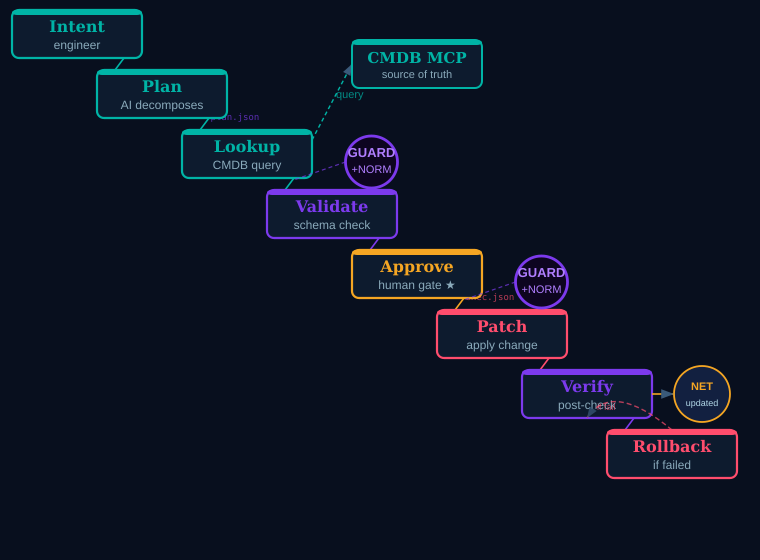 Intent
engineer
Plan
AI decomposes
Lookup
CMDB query
CMDB MCP
source of truth
query
GUARD
+NORM
Validate
schema check
Approve
human gate ★
GUARD
+NORM
Patch
apply change
Verify
post-check
NET
updated
Rollback
if failed